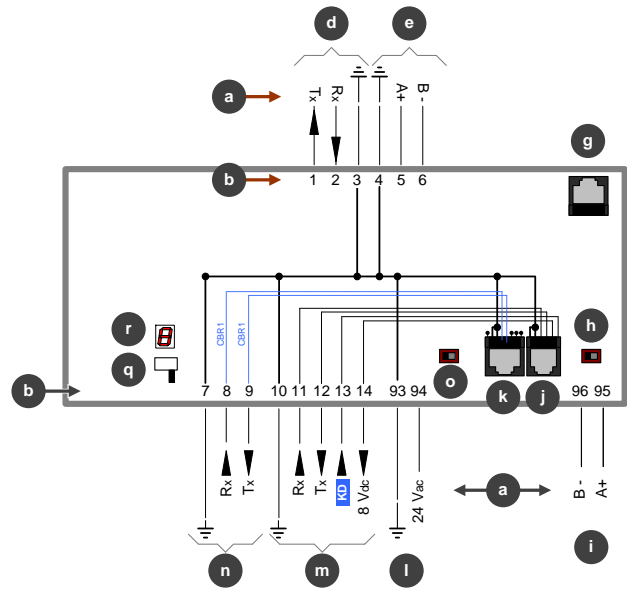 d e
a Tx Rx A+ B -
g
b 1 2 3 4 5 6
r CBR1 CBR1 h
8
q o k j
b 7 8 9 10 11 12 13 14 93 94 96 95
Rx Tx Rx Tx KD 8 Vdc 24 Vac a B - A+
n m l i